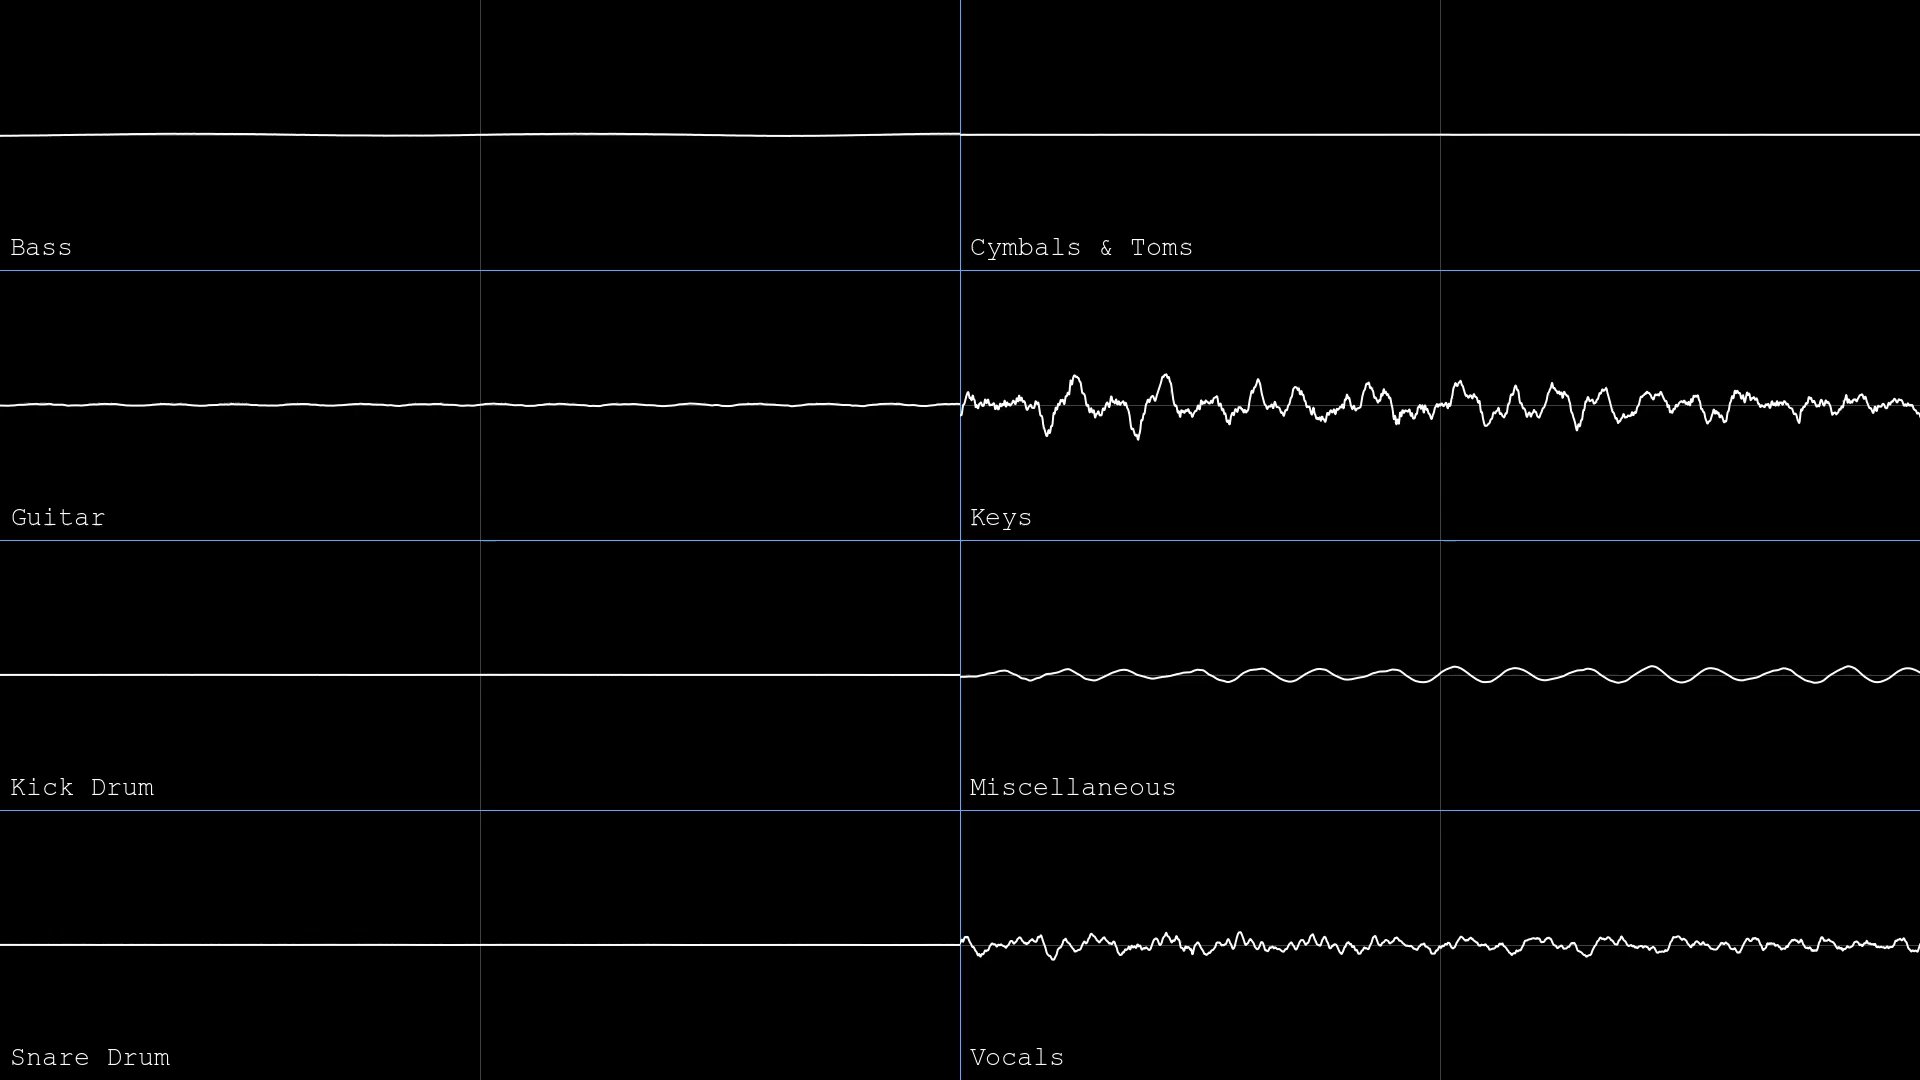 Bass
Cymbals & Toms
Guitar
Keys
Kick Drum
Miscellaneous
Snare Drum
Vocals